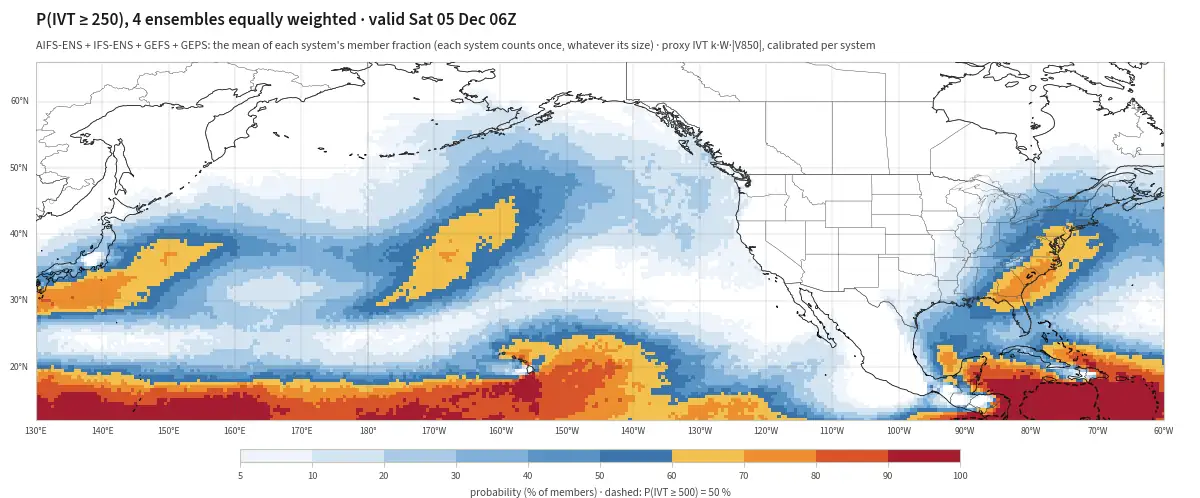 P(IVT ≥ 250), 4 ensembles equally weighted · valid Sat 05 Dec 06Z
AIFS-ENS + IFS-ENS + GEFS + GEPS: the mean of each system's member fraction (each system counts once, whatever its size) · proxy IVT k·W·|V850|, calibrated per system
60°N
50°N
40°N
30°N
20°N
130°E 140°E 150°E 160°E 170°E 180° 170°W 160°W 150°W 140°W 130°W 120°W 110°W 100°W 90°W 80°W 70°W 60°W
5 10 20 30 40 50 60 70 80 90 100
probability (% of members) · dashed: P(IVT ≥ 500) = 50 %